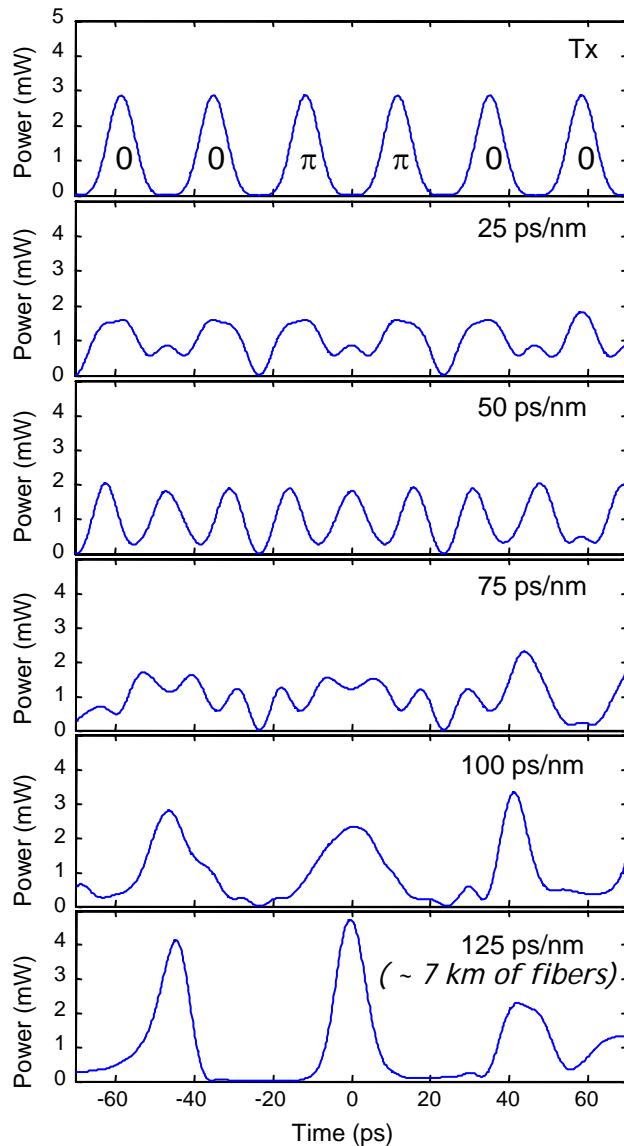 5
4
3
2
1
0
Power (mW)
Tx
0 0 π π 0 0
4
3
2
1
0
Power (mW)
25 ps/nm
4
3
2
1
0
Power (mW)
50 ps/nm
4
3
2
1
0
Power (mW)
75 ps/nm
4
3
2
1
0
Power (mW)
100 ps/nm
4
3
2
1
0
Power (mW)
125 ps/nm
( ~ 7 km of fibers)
-60 -40 -20 0 20 40 60
Time (ps)